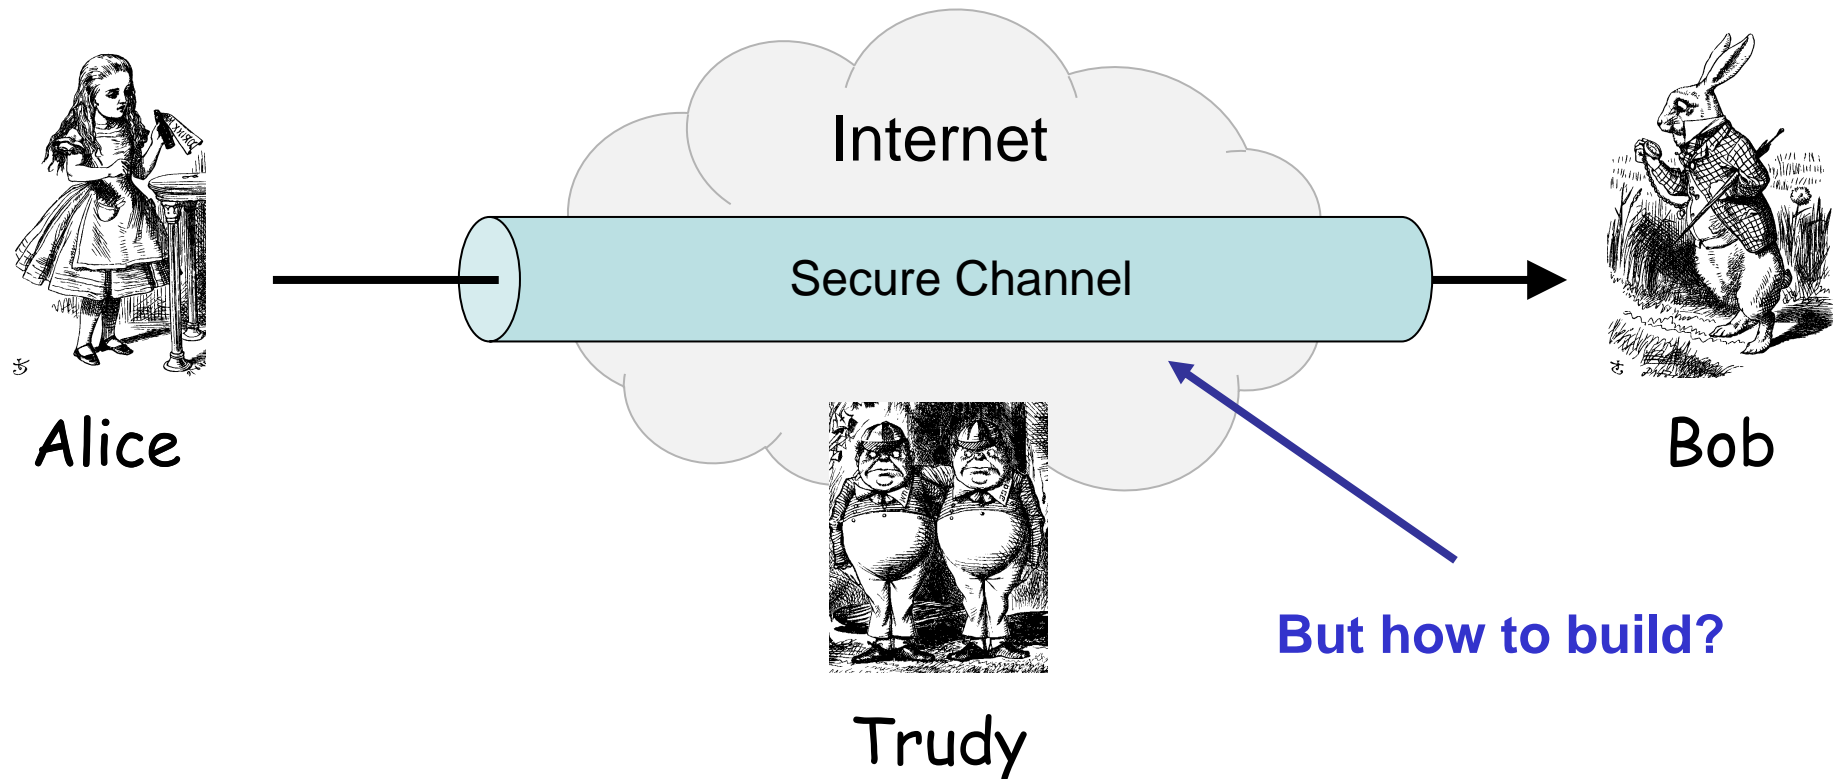 Internet
Secure Channel
Alice
Bob
But how to build?
Trudy